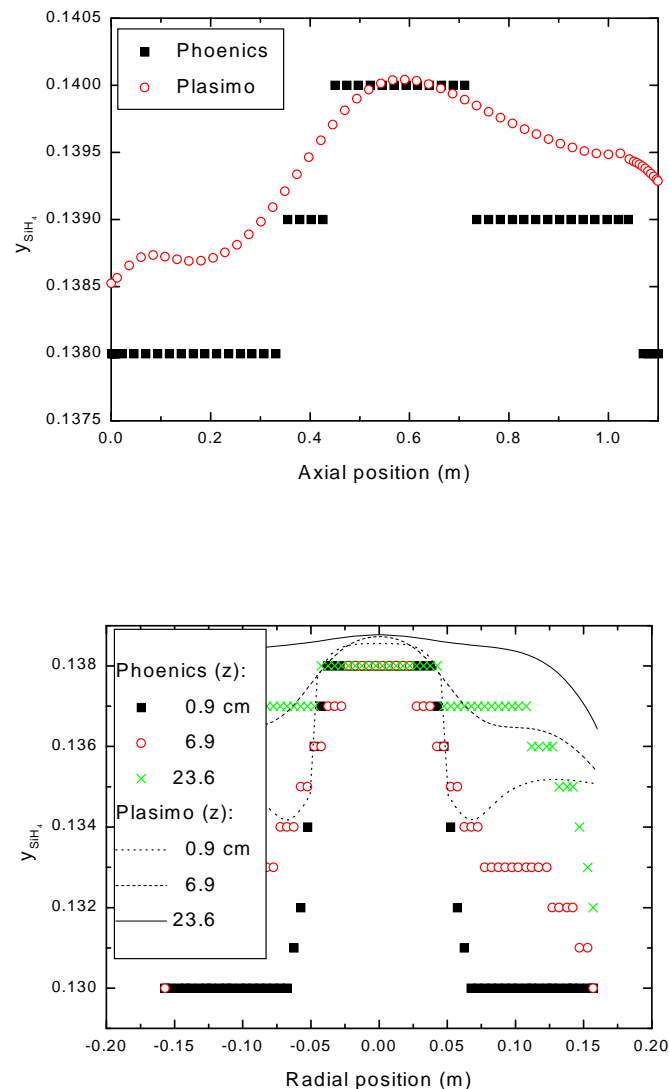 0.1405
0.1400
0.1395
0.1390
0.1385
0.1380
0.1375
y_SiH_4
Phoenics
Plasimo
0.0 0.2 0.4 0.6 0.8 1.0
Axial position (m)
0.138
0.136
0.134
0.132
0.130
y_SiH_4
Phoenics (z):
0.9 cm
6.9
23.6
Plasimo (z):
0.9 cm
6.9
23.6
-0.20 -0.15 -0.10 -0.05 0.00 0.05 0.10 0.15 0.20
Radial position (m)